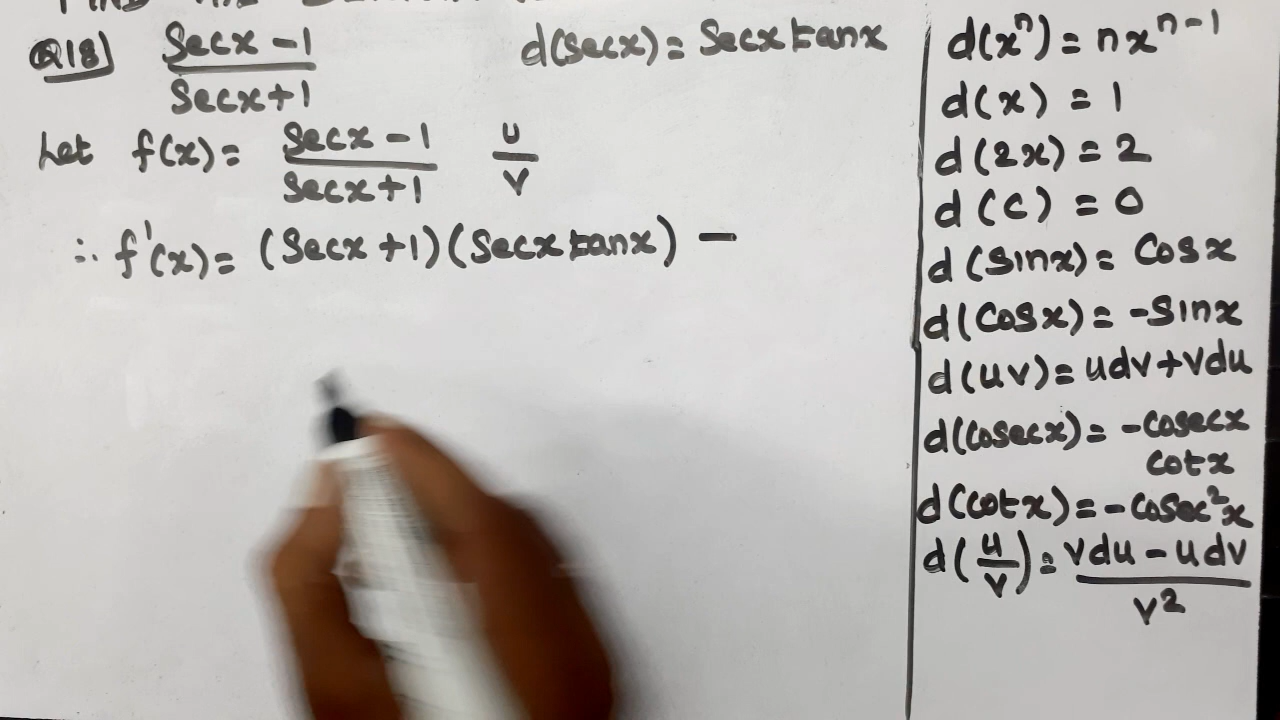 Q18) Secx - 1 / Secx + 1
d(secx) = Secx tanx
Let f(x) = Secx - 1 / Secx + 1 u / v
∴ f'(x) = (Secx + 1)(Secx tanx) -
d(xⁿ) = nxⁿ⁻¹
d(x) = 1
d(2x) = 2
d(c) = 0
d(sinx) = Cosx
d(Cosx) = -Sinx
d(uv) = udv + vdu
d(Cosecx) = -Cosecx
Cotx
d(Cotx) = -Cosec²x
d(u/v) = vdu - udv / v²